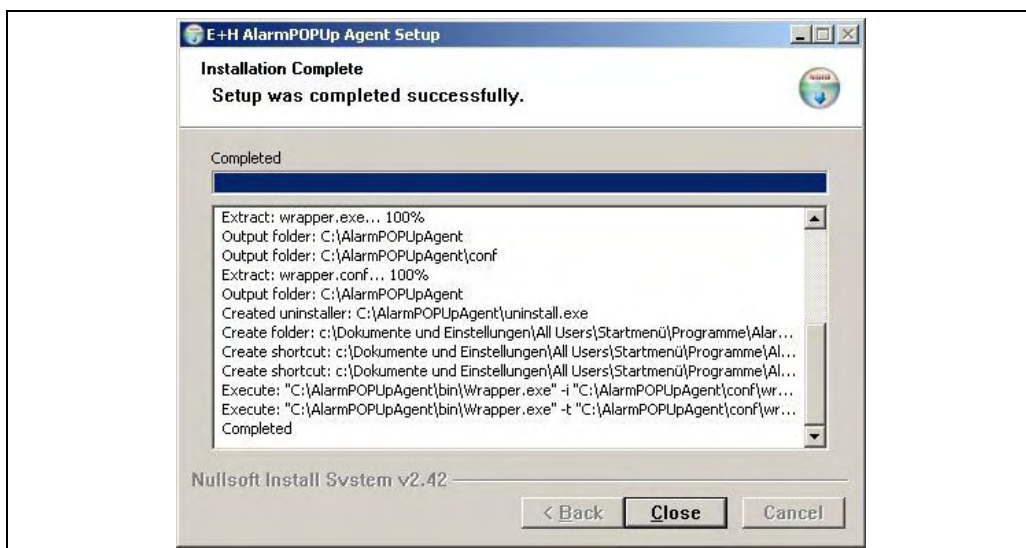 E+H AlarmPOPUp Agent Setup
Installation Complete
Setup was completed successfully.
Completed
Extract: wrapper.exe... 100%
Output folder: C:\AlarmPOPUpAgent
Output folder: C:\AlarmPOPUpAgent\conf
Extract: wrapper.conf... 100%
Output folder: C:\AlarmPOPUpAgent
Created uninstaller: C:\AlarmPOPUpAgent\uninstall.exe
Create folder: c:\Dokumente und Einstellungen\All Users\Startmenü\Programme\Alar...
Create shortcut: c:\Dokumente und Einstellungen\All Users\Startmenü\Programme\Al...
Create shortcut: c:\Dokumente und Einstellungen\All Users\Startmenü\Programme\Al...
Execute: "C:\AlarmPOPUpAgent\bin\Wrapper.exe" -i "C:\AlarmPOPUpAgent\conf\wr...
Execute: "C:\AlarmPOPUpAgent\bin\Wrapper.exe" -t "C:\AlarmPOPUpAgent\conf\wr...
Completed
Nullsoft Install System v2.42
< Back Close Cancel